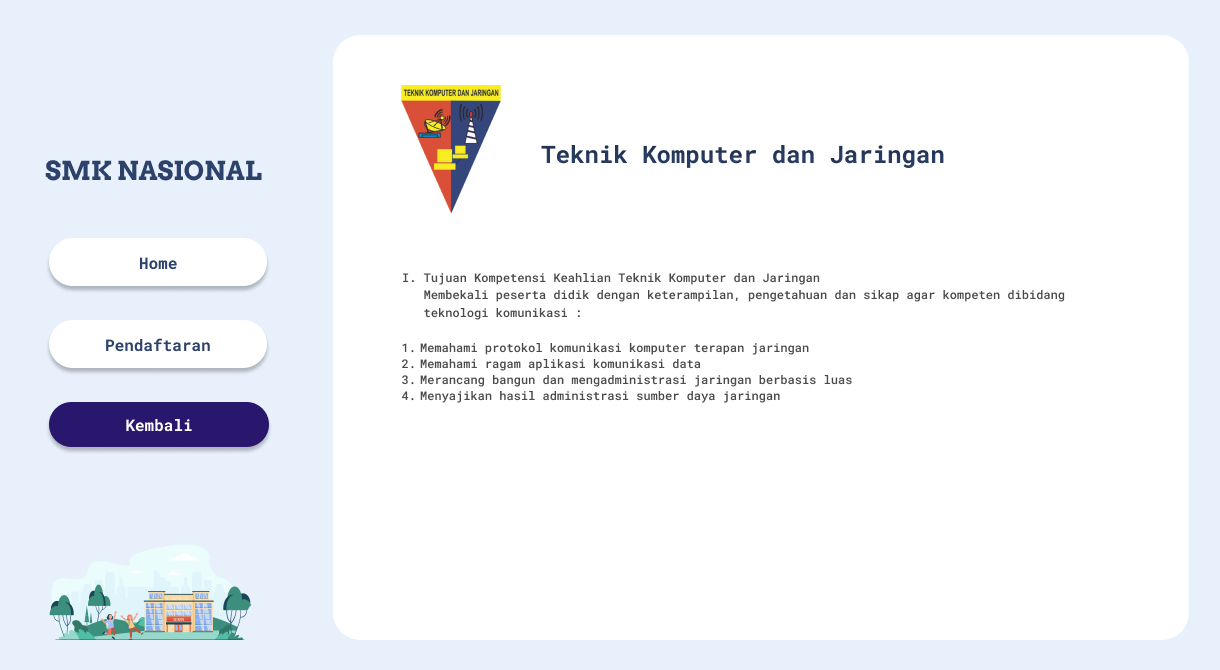 SMK NASIONAL
Home
Pendaftaran
Kembali
TEKNIK KOMPUTER DAN JARINGAN
Teknik Komputer dan Jaringan
I. Tujuan Kompetensi Keahlian Teknik Komputer dan Jaringan
Membekali peserta didik dengan keterampilan, pengetahuan dan sikap agar kompeten dibidang
teknologi komunikasi :
1. Memahami protokol komunikasi komputer terapan jaringan
2. Memahami ragam aplikasi komunikasi data
3. Merancang bangun dan mengadministrasi jaringan berbasis luas
4. Menyajikan hasil administrasi sumber daya jaringan